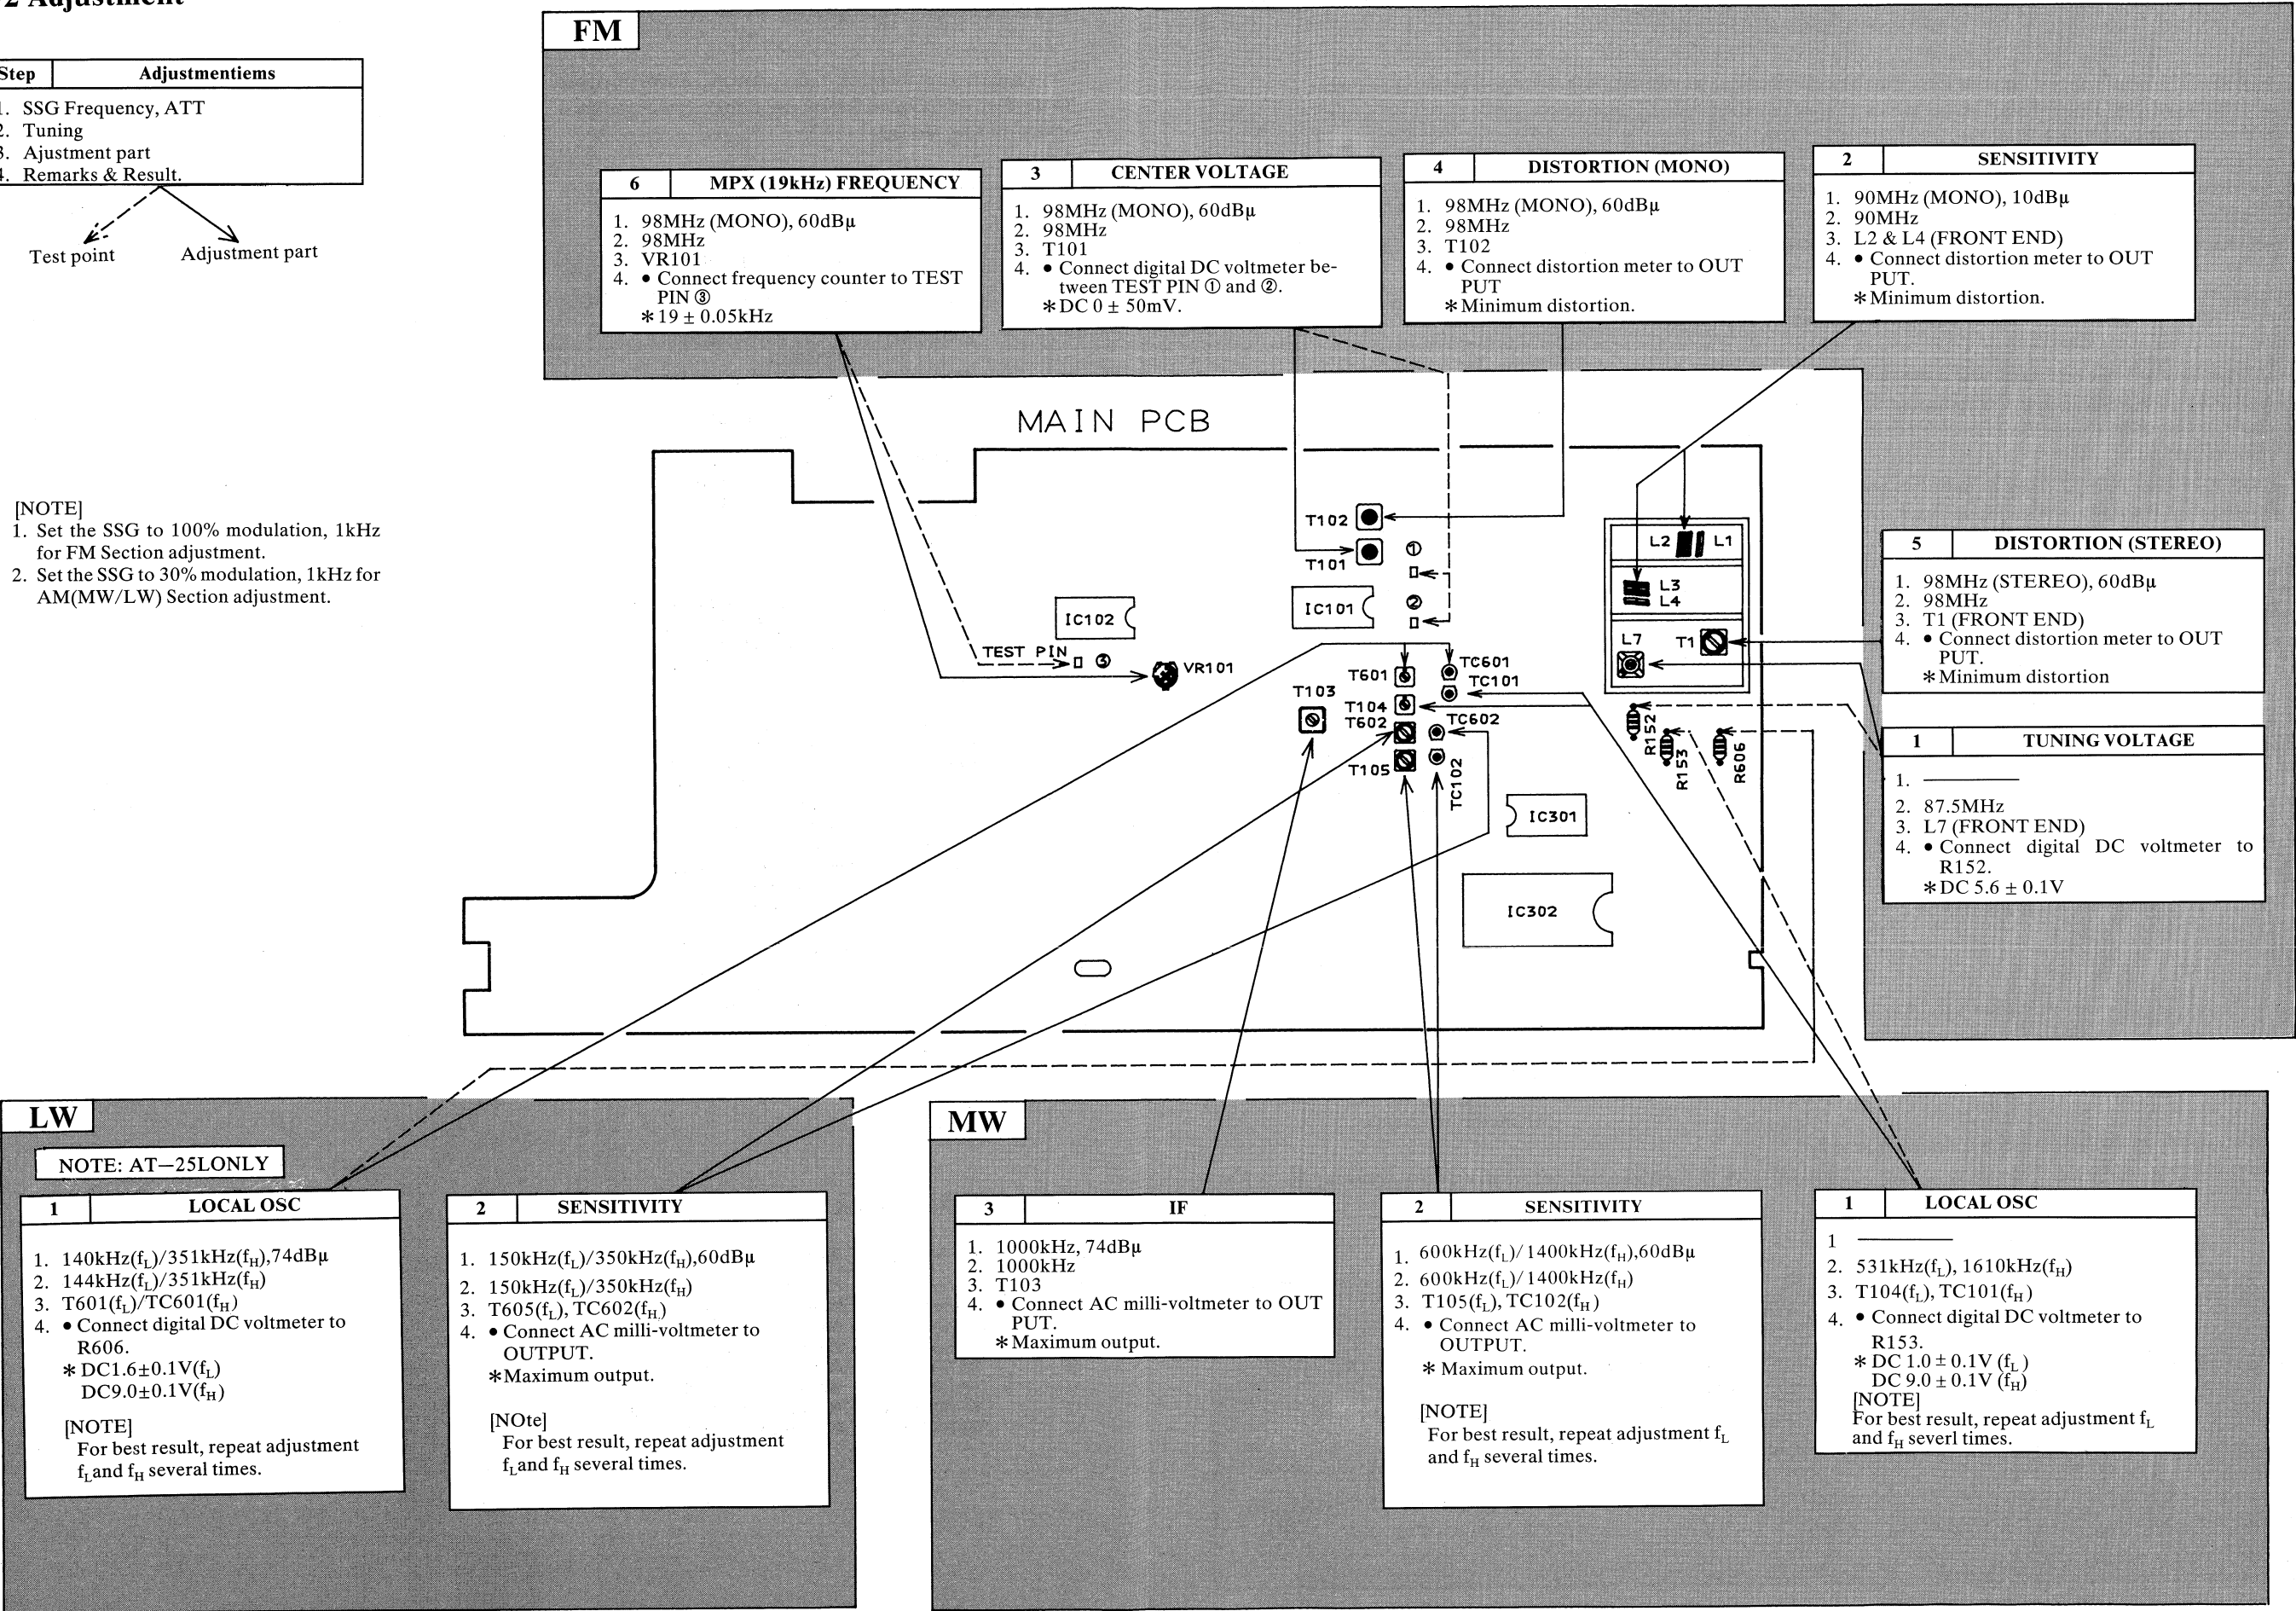 2 Adjustment
Step Adjustmentiems
1. SSG Frequency, ATT
2. Tuning
3. Ajustment part
4. Remarks & Result.
Test point
Adjustment part
[NOTE]
1. Set the SSG to 100% modulation, 1kHz
for FM Section adjustment.
2. Set the SSG to 30% modulation, 1kHz for
AM(MW/LW) Section adjustment.
FM
6 MPX (19kHz) FREQUENCY
1. 98MHz (MONO), 60dBμ
2. 98MHz
3. VR101
4. • Connect frequency counter to TEST
PIN ③
* 19 ± 0.05kHz
3 CENTER VOLTAGE
1. 98MHz (MONO), 60dBμ
2. 98MHz
3. T101
4. • Connect digital DC voltmeter be-
tween TEST PIN ① and ②.
* DC 0 ± 50mV.
4 DISTORTION (MONO)
1. 98MHz (MONO), 60dBμ
2. 98MHz
3. T102
4. • Connect distortion meter to OUT
PUT
* Minimum distortion.
2 SENSITIVITY
1. 90MHz (MONO), 10dBμ
2. 90MHz
3. L2 & L4 (FRONT END)
4. • Connect distortion meter to OUT
PUT.
* Minimum distortion.
5 DISTORTION (STEREO)
1. 98MHz (STEREO), 60dBμ
2. 98MHz
3. T1 (FRONT END)
4. • Connect distortion meter to OUT
PUT.
* Minimum distortion
1 TUNING VOLTAGE
1. ———
2. 87.5MHz
3. L7 (FRONT END)
4. • Connect digital DC voltmeter to
R152.
* DC 5.6 ± 0.1V
MAIN PCB
T102
T101
①
②
IC101
IC102
TEST PIN ③
VR101
T103
T601
T104
T602
T105
TC601
TC101
TC602
TC102
L2
L1
L3
L4
L7
T1
R152
R153
R606
IC301
IC302
LW
NOTE: AT—25LONLY
1 LOCAL OSC
1. 140kHz(fL)/351kHz(fH),74dBμ
2. 144kHz(fL)/351kHz(fH)
3. T601(fL)/TC601(fH)
4. • Connect digital DC voltmeter to
R606.
* DC1.6±0.1V(fL)
DC9.0±0.1V(fH)
[NOTE]
For best result, repeat adjustment
fLand fH several times.
2 SENSITIVITY
1. 150kHz(fL)/350kHz(fH),60dBμ
2. 150kHz(fL)/350kHz(fH)
3. T605(fL), TC602(fH)
4. • Connect AC milli-voltmeter to
OUTPUT.
*Maximum output.
[NOte]
For best result, repeat adjustment
fLand fH several times.
MW
3 IF
1. 1000kHz, 74dBμ
2. 1000kHz
3. T103
4. • Connect AC milli-voltmeter to OUT
PUT.
* Maximum output.
2 SENSITIVITY
1. 600kHz(fL)/1400kHz(fH),60dBμ
2. 600kHz(fL)/1400kHz(fH)
3. T105(fL), TC102(fH)
4. • Connect AC milli-voltmeter to
OUTPUT.
* Maximum output.
[NOTE]
For best result, repeat adjustment fL
and fH several times.
1 LOCAL OSC
1 ———
2. 531kHz(fL), 1610kHz(fH)
3. T104(fL), TC101(fH)
4. • Connect digital DC voltmeter to
R153.
* DC 1.0 ± 0.1V (fL)
DC 9.0 ± 0.1V (fH)
[NOTE]
For best result, repeat adjustment fL
and fH severl times.